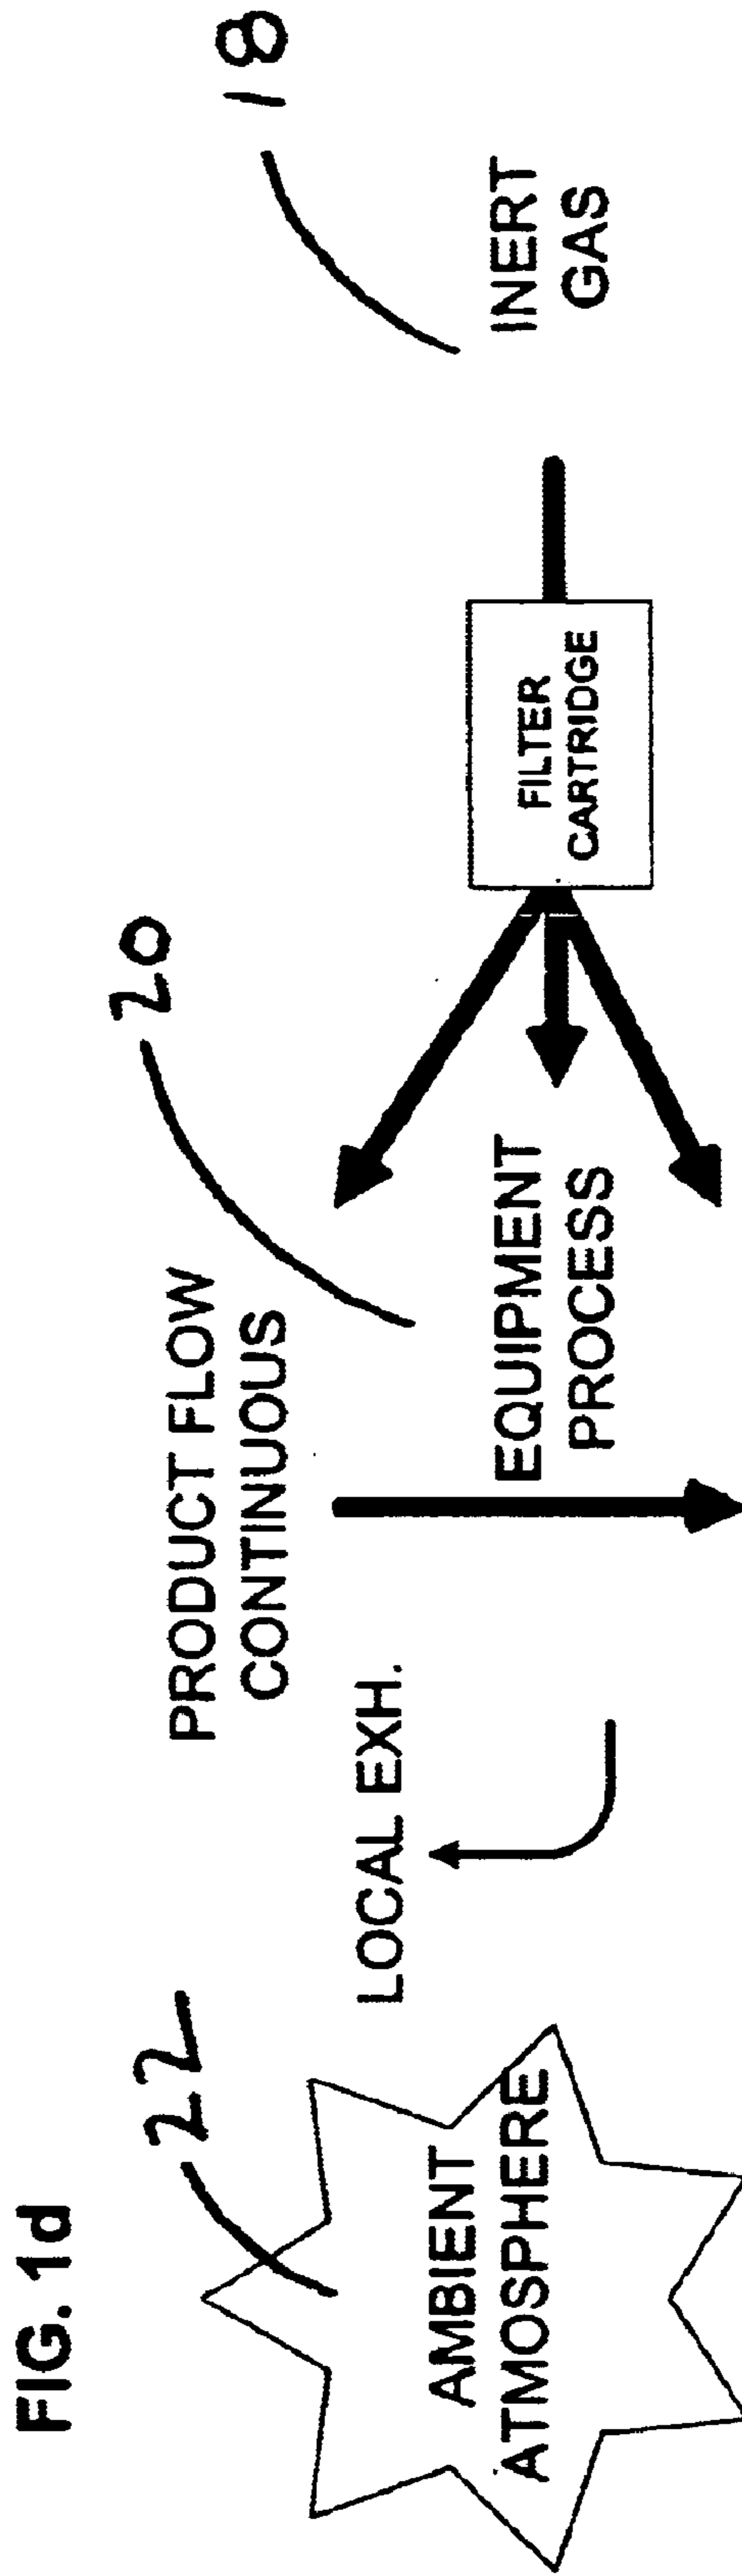 FIG. 1d
22
20
18
PRODUCT FLOW
CONTINUOUS
LOCAL EXH.
AMBIENT
ATMOSPHERE
EQUIPMENT
PROCESS
FILTER
CARTRIDGE
INERT
GAS